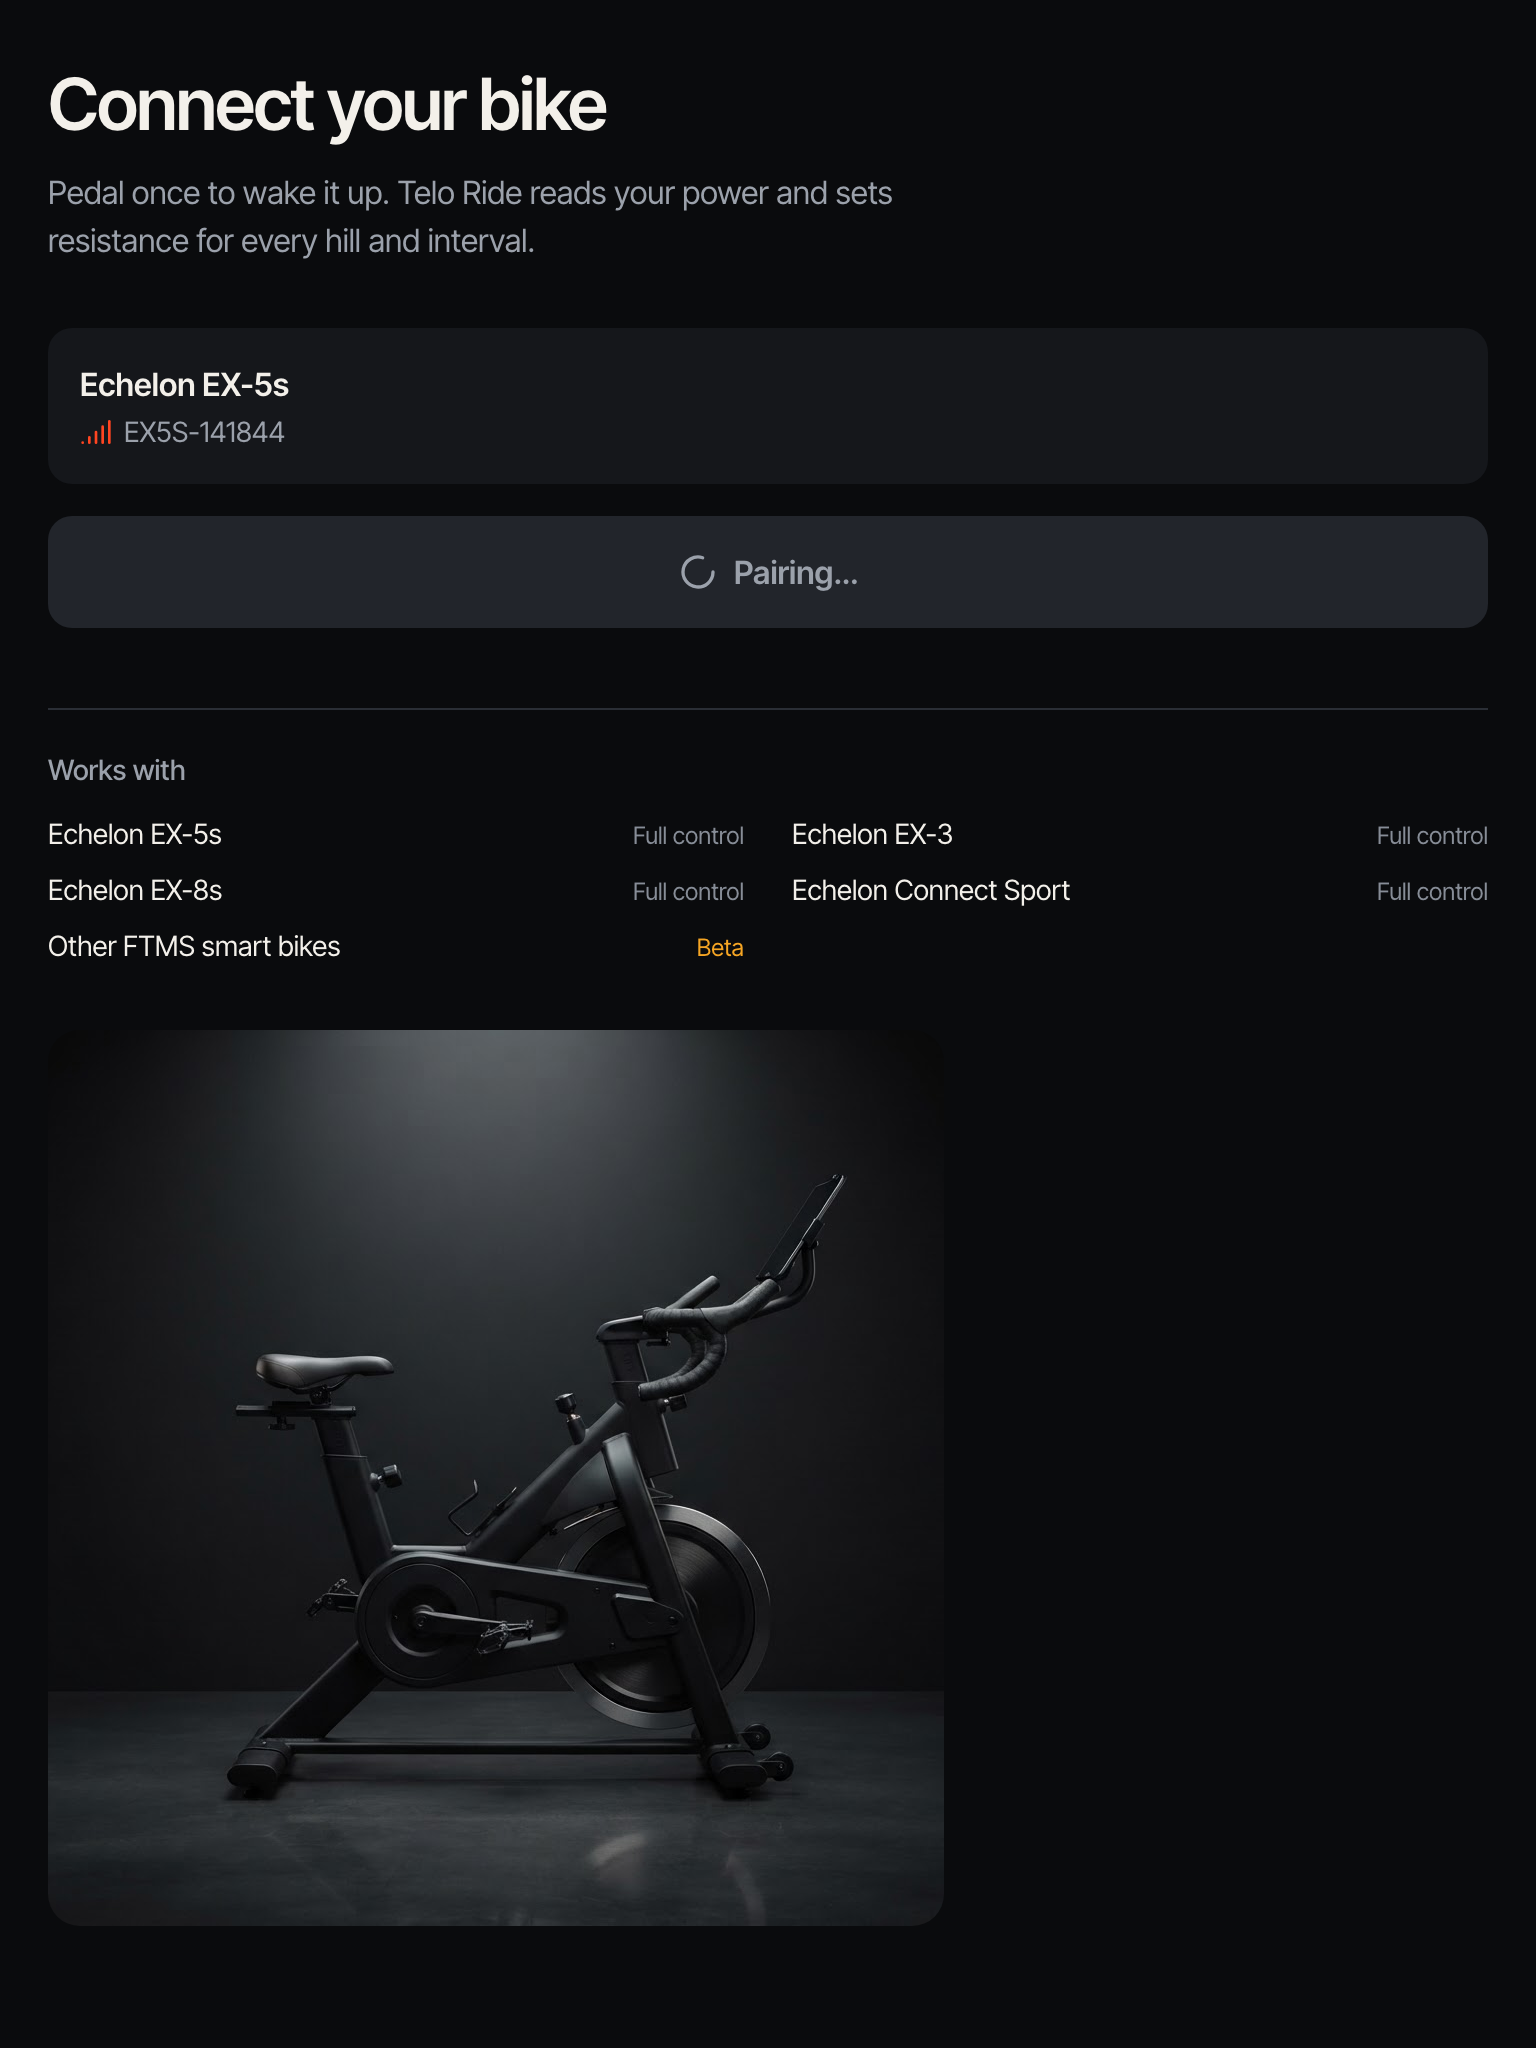 Connect your bike
Pedal once to wake it up. Telo Ride reads your power and sets
resistance for every hill and interval.
Echelon EX-5s
EX5S-141844
Pairing...
Works with
Echelon EX-5s Full control
Echelon EX-3 Full control
Echelon EX-8s Full control
Echelon Connect Sport Full control
Other FTMS smart bikes Beta